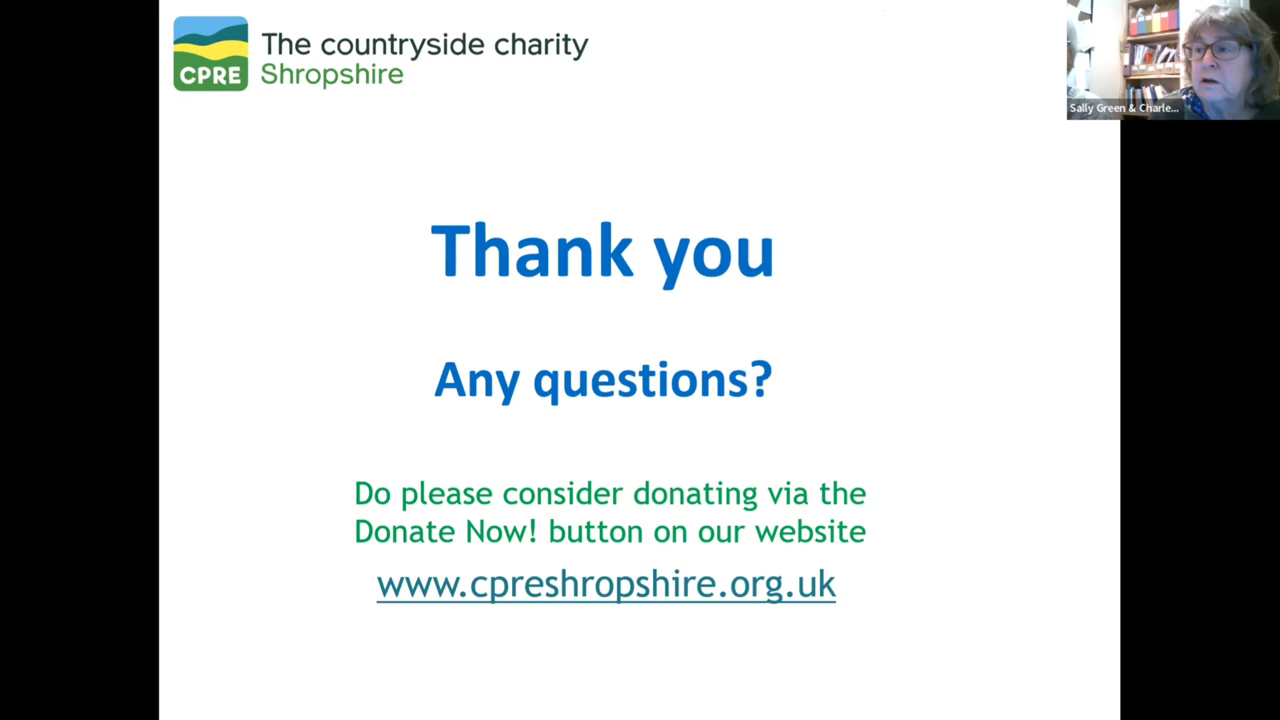 CPRE
The countryside charity
Shropshire
Sally Green & Charle...
Thank you
Any questions?
Do please consider donating via the
Donate Now! button on our website
www.cpreshropshire.org.uk